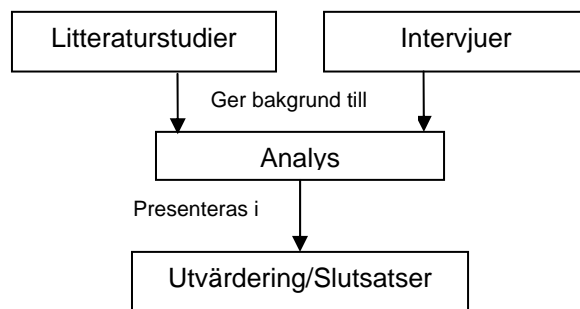 Litteraturstudier
Intervjuer
Ger bakgrund till
Analys
Presenteras i
Utvärdering/Slutsatser